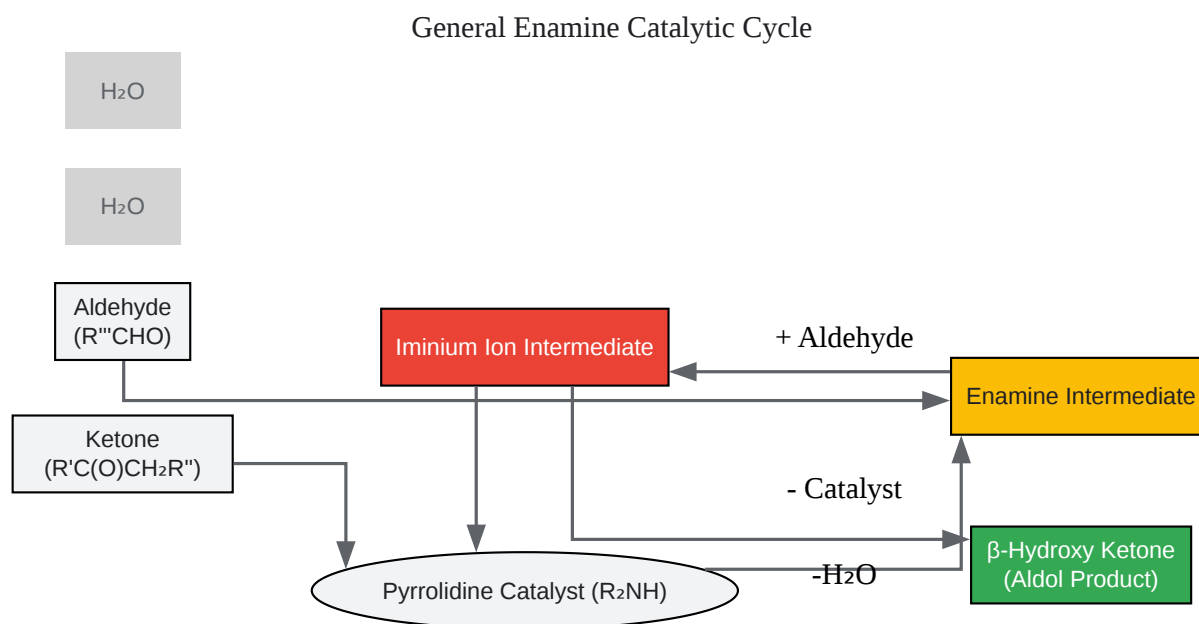 General Enamine Catalytic Cycle
H₂O
H₂O
Aldehyde
(R'''CHO)
Iminium Ion Intermediate
+ Aldehyde
Enamine Intermediate
Ketone
(R'C(O)CH₂R'')
- Catalyst
β-Hydroxy Ketone
(Aldol Product)
-H₂O
Pyrrolidine Catalyst (R₂NH)